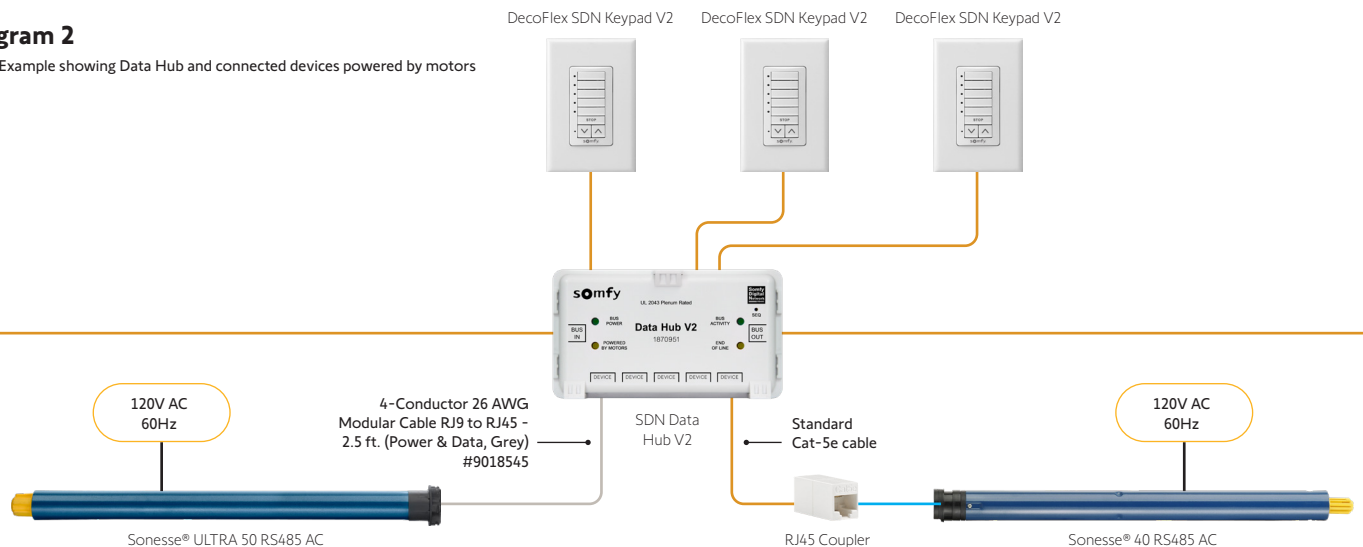 DecoFlex SDN Keypad V2 DecoFlex SDN Keypad V2 DecoFlex SDN Keypad V2
gram 2
Example showing Data Hub and connected devices powered by motors
STOP
somfy
STOP
somfy
STOP
somfy
somfy
UL 2043 Plenum Rated
Somfy
Digital
Network
SEQ
BUS
POWER
BUS
ACTIVITY
BUS
IN
Data Hub V2
BUS
OUT
1870951
POWERED
BY MOTORS
END
OF LINE
DEVICE DEVICE DEVICE DEVICE DEVICE
120V AC
60Hz
4-Conductor 26 AWG
Modular Cable RJ9 to RJ45 -
2.5 ft. (Power & Data, Grey)
#9018545
SDN Data
Hub V2
Standard
Cat-5e cable
120V AC
60Hz
Sonesse® ULTRA 50 RS485 AC
RJ45 Coupler
Sonesse® 40 RS485 AC